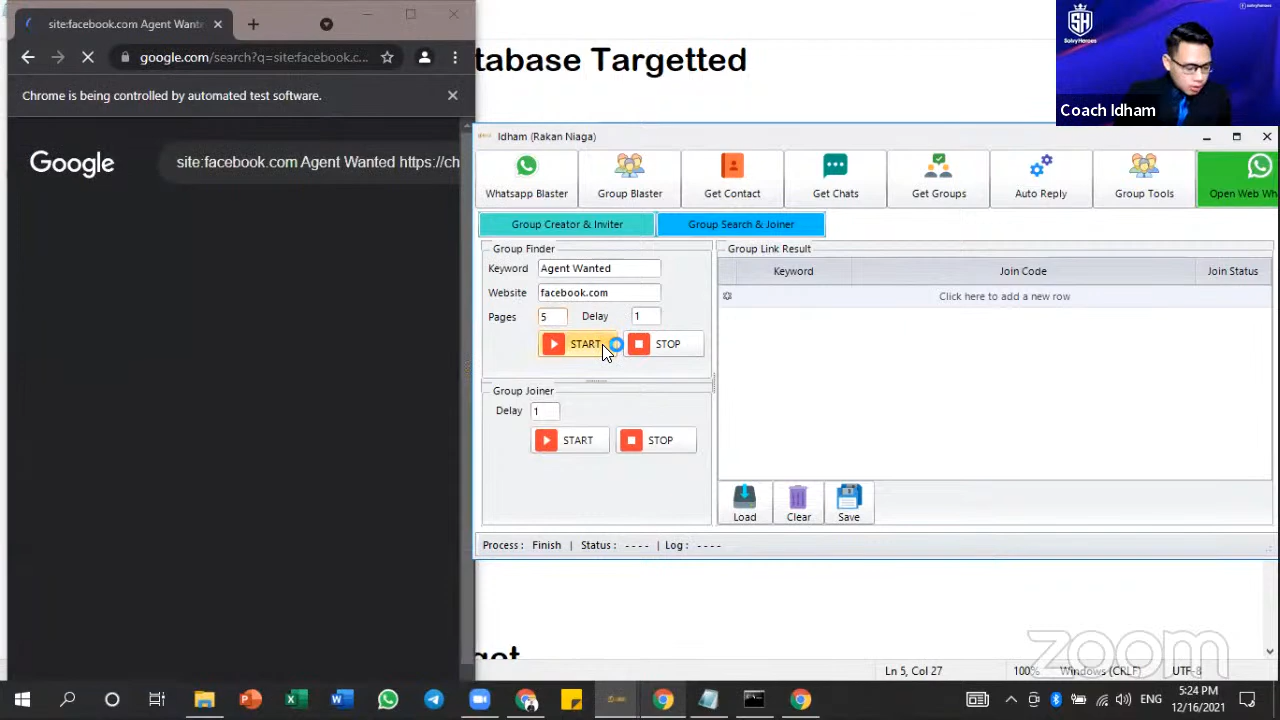 site:facebook.com Agent Want
google.com/search?q=site:facebook.c...
Chrome is being controlled by automated test software.
Google
site:facebook.com Agent Wanted https://ch
tabase Targetted
SH
SolvyHeroes
Coach Idham
Idham (Rakan Niaga)
Whatsapp Blaster
Group Blaster
Get Contact
Get Chats
Get Groups
Auto Reply
Group Tools
Open Web Wh
Group Creator & Inviter
Group Search & Joiner
Group Finder
Keyword Agent Wanted
Website facebook.com
Pages 5 Delay 1
START STOP
Group Joiner
Delay 1
START STOP
Group Link Result
Keyword Join Code Join Status
Click here to add a new row
Load Clear Save
Process : Finish | Status : ---- | Log : ----
get
zoom
Ln 5, Col 27 100% Windows (CRLF) UTF-8
ENG
5:24 PM
12/16/2021